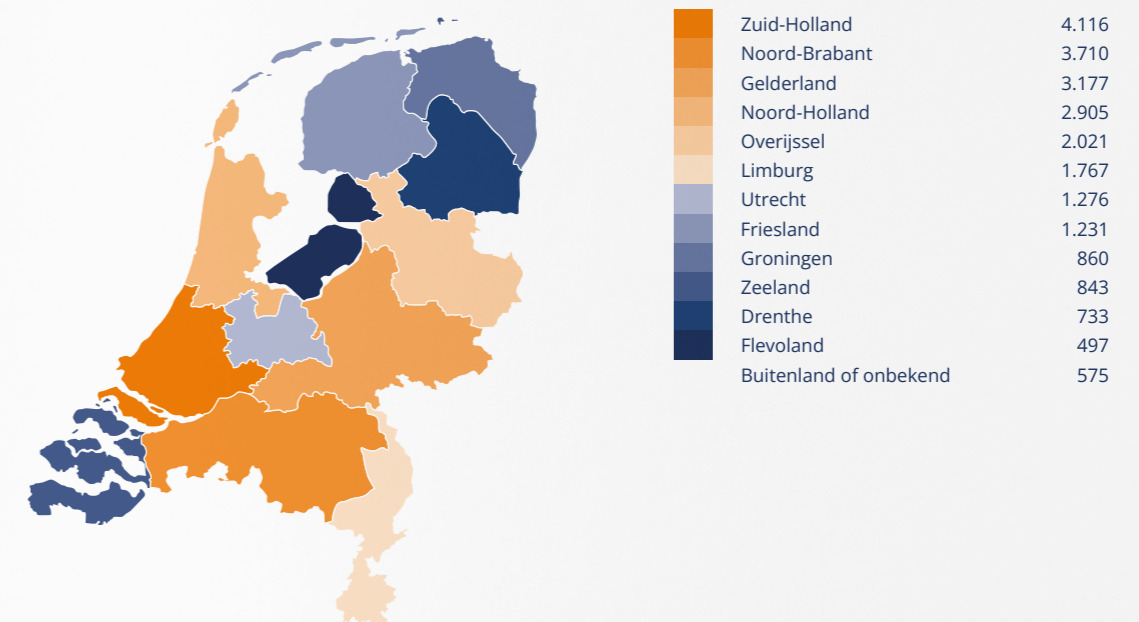 Zuid-Holland 4.116
Noord-Brabant 3.710
Gelderland 3.177
Noord-Holland 2.905
Overijssel 2.021
Limburg 1.767
Utrecht 1.276
Friesland 1.231
Groningen 860
Zeeland 843
Drenthe 733
Flevoland 497
Buitenland of onbekend 575